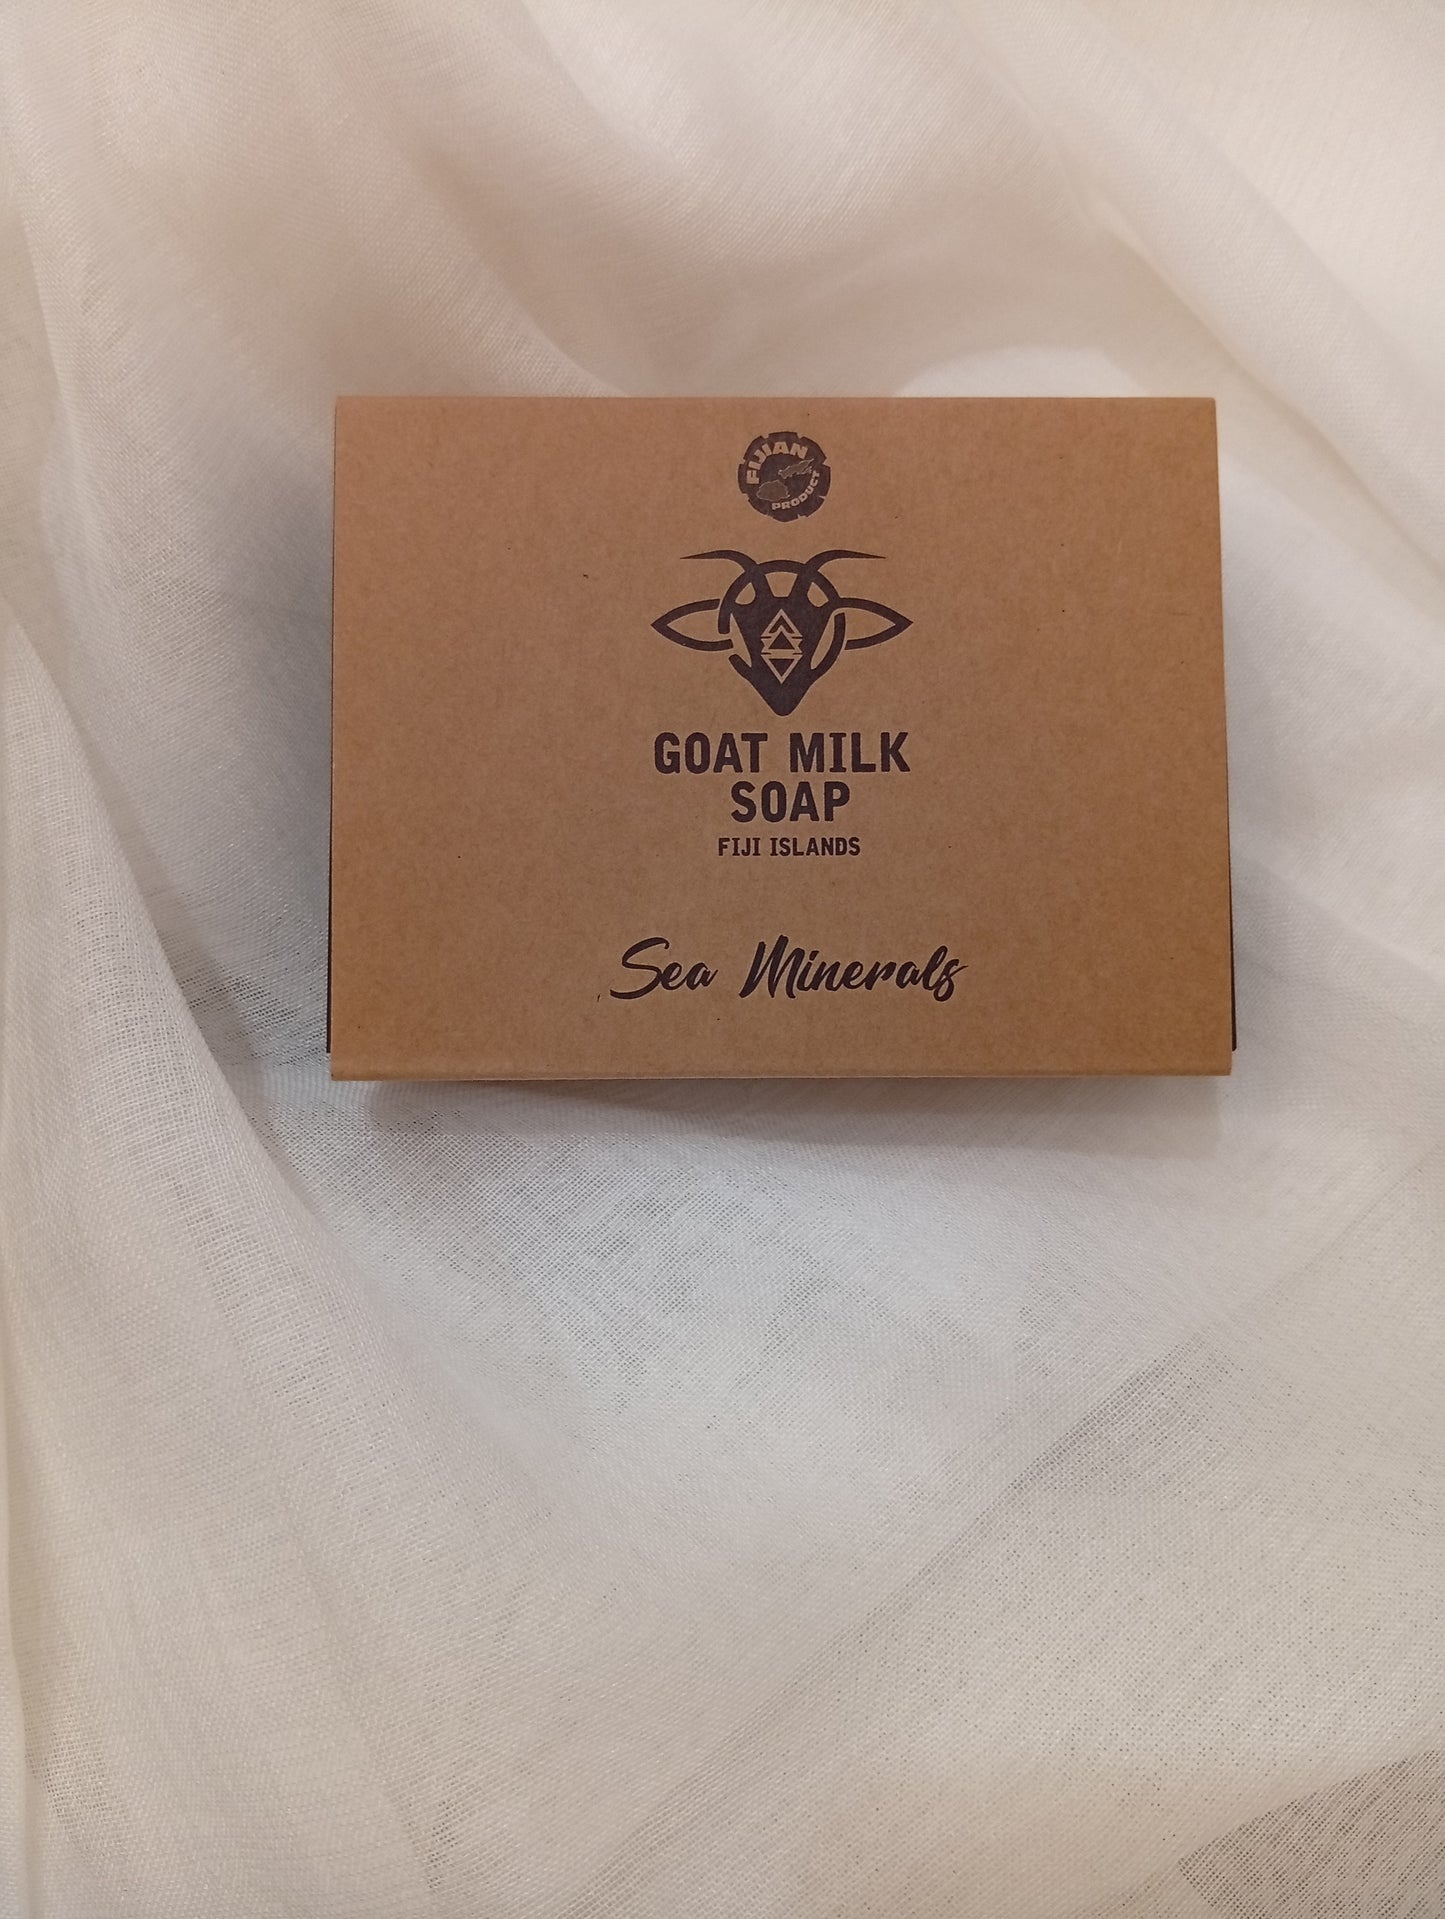 FIJIAN
PRODUCT
GOAT MILK
SOAP
FIJI ISLANDS
Sea Minerals